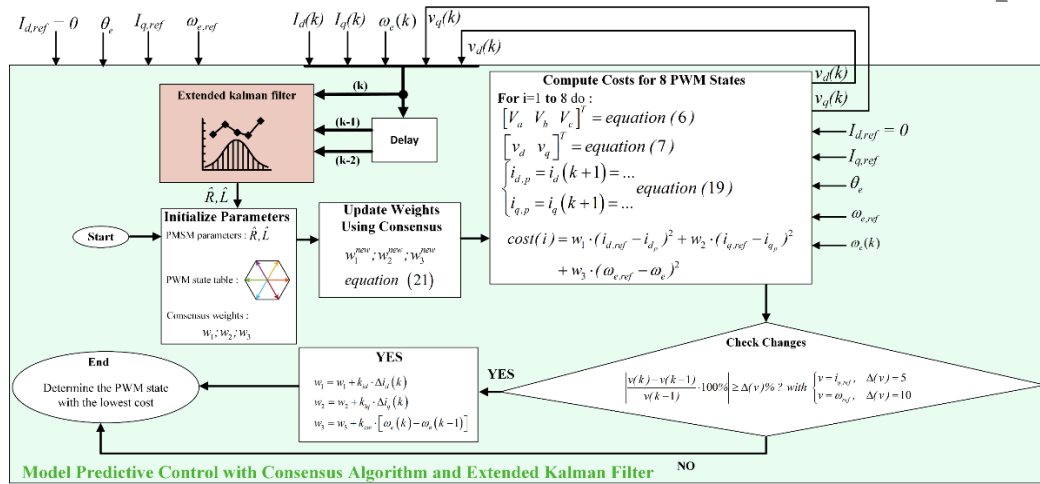 I_{d,ref} = 0
θ_e
I_{q,ref}
ω_{e,ref}
I_d(k)
I_q(k)
ω_e(k)
v_q(k)
v_d(k)
v_d(k)
v_q(k)
Extended kalman filter
(k)
(k-1)
(k-2)
Delay
R̂, L̂
Start
Initialize Parameters
PMSM parameters : R̂, L̂
PWM state table :
Consensus weights :
w_1; w_2; w_3
Update Weights
Using Consensus
w_1^{new}; w_2^{new}; w_3^{new}
equation (21)
Compute Costs for 8 PWM States
For i=1 to 8 do :
[V_a V_b V_c]^T = equation (6)
[v_d v_q]^T = equation (7)
{ i_{d,p} = i_d(k+1) = ...
i_{q,p} = i_q(k+1) = ...
equation (19)
cost(i) = w_1 · (i_{d,ref} − i_{d_p})^2 + w_2 · (i_{q,ref} − i_{q_p})^2
+ w_3 · (ω_{e,ref} − ω_e)^2
I_{d,ref} = 0
I_{q,ref}
θ_e
ω_{e,ref}
ω_e(k)
Check Changes
|v(k)−v(k−1) / v(k−1) · 100%| ≥ Δ(v)% ? with { v = i_{q,ref}, Δ(v) = 5
v = ω_{ref}, Δ(v) = 10
YES
YES
w_1 = w_1 + k_{id} · Δi_d(k)
w_2 = w_2 + k_{iq} · Δi_q(k)
w_3 = w_3 + k_{ω} · [ω_e(k) − ω_e(k−1)]
End
Determine the PWM state
with the lowest cost
NO
Model Predictive Control with Consensus Algorithm and Extended Kalman Filter